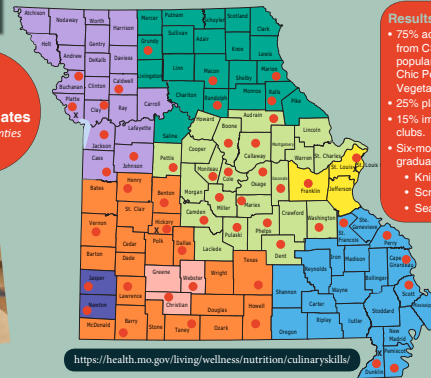 Atchison
Nodaway
Worth
Harrison
Mercer
Putnam
Schuyler
Scotland
Clark
Holt
Gentry
Sullivan
Adair
Knox
Lewis
Andrew
DeKalb
Daviess
Grundy
Buchanan
Caldwell
Livingston
Linn
Macon
Shelby
Marion
Platte
Clay
Ray
Carroll
Chariton
Randolph
Monroe
Ralls
Pike
X
Jackson
Lafayette
Saline
Howard
Boone
Audrain
Cass
Johnson
Pettis
Cooper
Callaway
Montgomery
Lincoln
Warren
St. Charles
St. Louis
St. Louis
Moniteau
Cole
Osage
Gasconade
Franklin
Jefferson
Bates
Henry
Benton
Morgan
Miller
Maries
Camden
St. Clair
Hickory
X
Pulaski
Phelps
Crawford
Washington
Ste. Genevieve
St. Francois
Perry
Vernon
Cedar
Polk
Dallas
Laclede
Dent
Iron
Madison
Cape Girardeau
Barton
Dade
Greene
Webster
Wright
Texas
Reynolds
Bollinger
Scott
Jasper
Lawrence
Christian
Douglas
Shannon
Wayne
Stoddard
Newton
Howell
Carter
Butler
New Madrid
McDonald
Barry
Stone
Taney
Ozark
Oregon
Ripley
X
Pemiscot
Dunklin
ates
nties
Results
• 75% ac
from Ca
popula
Chic Pe
Vegeta
• 25% pl
• 15% im
clubs.
• Six-mo
gradua
• Kni
• Scr
• Sea
https://health.mo.gov/living/wellness/nutrition/culinaryskills/